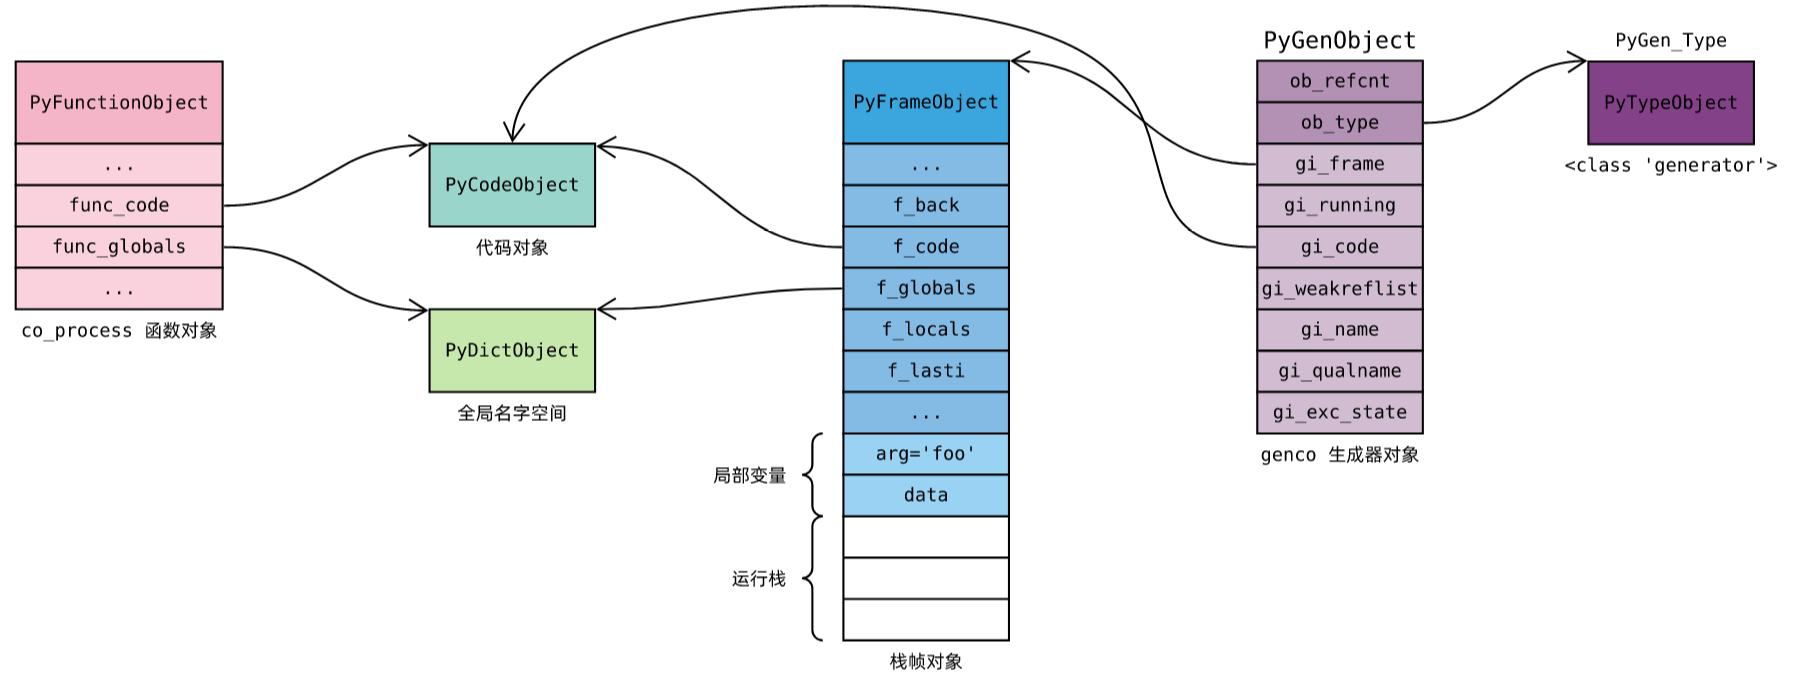 PyFunctionObject
...
func_code
func_globals
...
co_process 函数对象
PyCodeObject
代码对象
PyDictObject
全局名字空间
PyFrameObject
...
f_back
f_code
f_globals
f_locals
f_lasti
...
arg='foo'
data
局部变量
运行栈
栈帧对象
PyGenObject
ob_refcnt
ob_type
gi_frame
gi_running
gi_code
gi_weakreflist
gi_name
gi_qualname
gi_exc_state
genco 生成器对象
PyGen_Type
PyTypeObject
<class 'generator'>